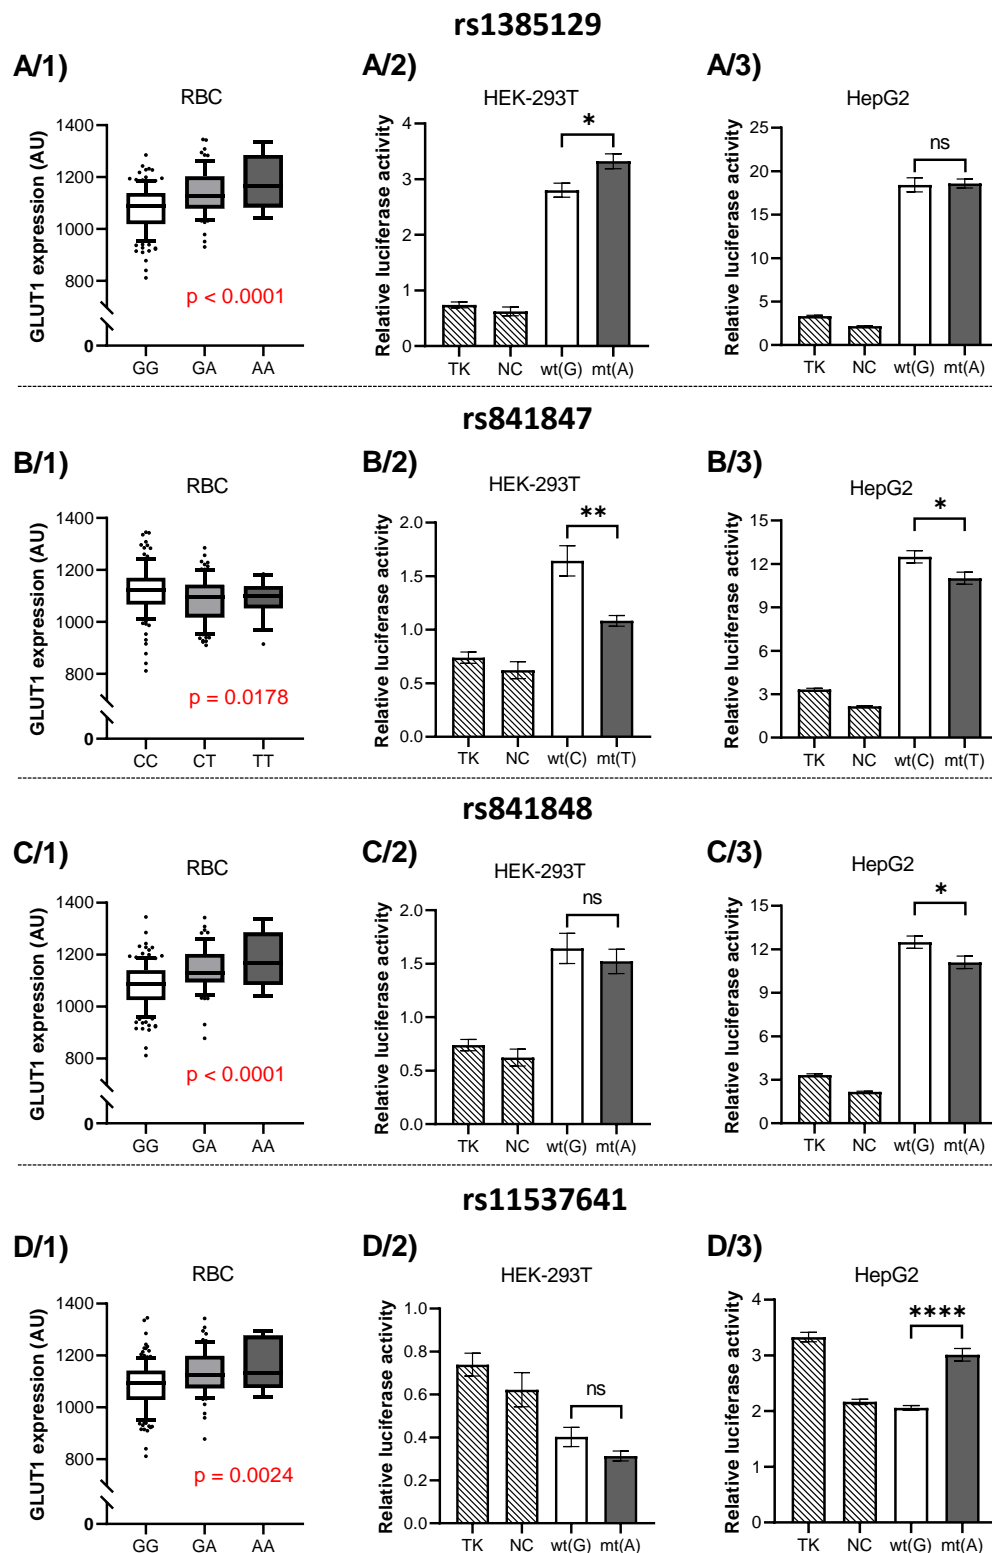 rs1385129
A/1)
RBC
GLUT1 expression (AU)
1400
1200
1000
800
0
p < 0.0001
GG GA AA
A/2)
HEK-293T
Relative luciferase activity
4
3
2
1
0
*
TK NC wt(G) mt(A)
A/3)
HepG2
Relative luciferase activity
25
20
15
10
5
0
ns
TK NC wt(G) mt(A)
rs841847
B/1)
RBC
GLUT1 expression (AU)
1400
1200
1000
800
0
p = 0.0178
CC CT TT
B/2)
HEK-293T
Relative luciferase activity
2.0
1.5
1.0
0.5
0.0
**
TK NC wt(C) mt(T)
B/3)
HepG2
Relative luciferase activity
15
12
9
6
3
0
*
TK NC wt(C) mt(T)
rs841848
C/1)
RBC
GLUT1 expression (AU)
1400
1200
1000
800
0
p < 0.0001
GG GA AA
C/2)
HEK-293T
Relative luciferase activity
2.0
1.5
1.0
0.5
0.0
ns
TK NC wt(G) mt(A)
C/3)
HepG2
Relative luciferase activity
15
12
9
6
3
0
*
TK NC wt(G) mt(A)
rs11537641
D/1)
RBC
GLUT1 expression (AU)
1400
1200
1000
800
0
p = 0.0024
GG GA AA
D/2)
HEK-293T
Relative luciferase activity
1.0
0.8
0.6
0.4
0.2
0.0
ns
TK NC wt(G) mt(A)
D/3)
HepG2
Relative luciferase activity
4
3
2
1
0
****
TK NC wt(G) mt(A)